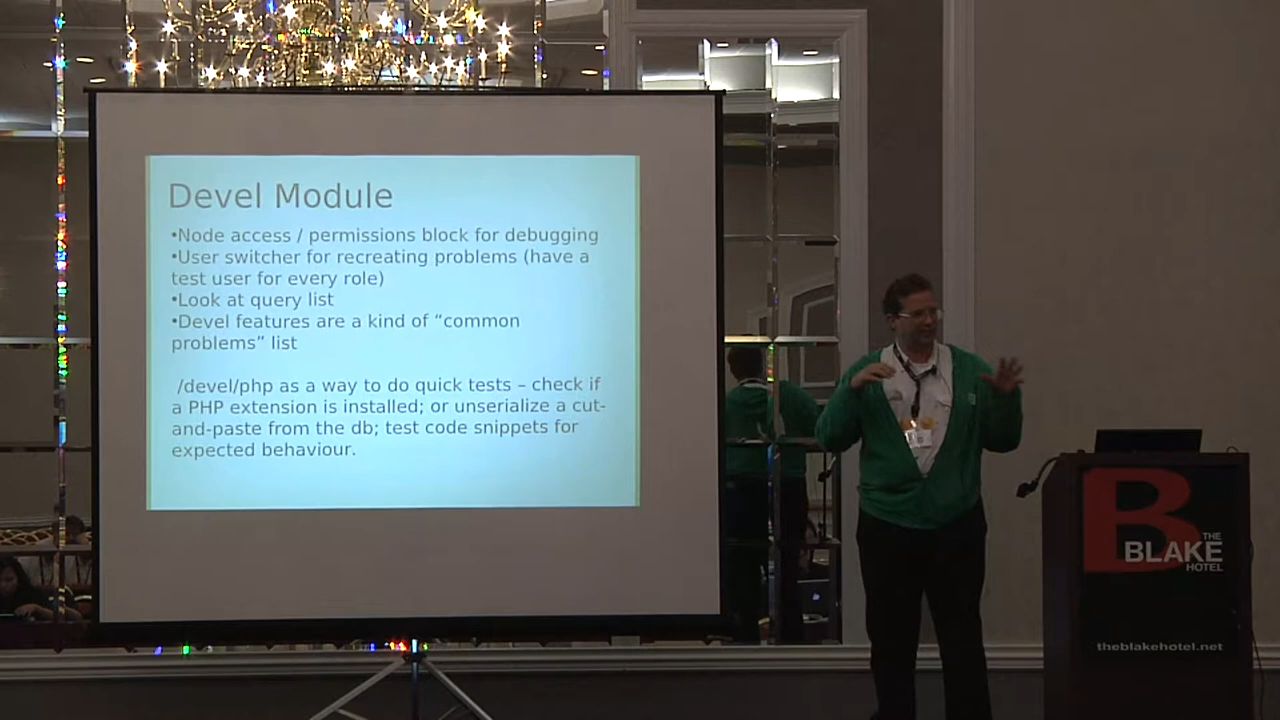 Devel Module
•Node access / permissions block for debugging
•User switcher for recreating problems (have a
test user for every role)
•Look at query list
•Devel features are a kind of “common
problems” list
/devel/php as a way to do quick tests – check if
a PHP extension is installed; or unserialize a cut-
and-paste from the db; test code snippets for
expected behaviour.
B
THE
BLAKE
HOTEL
theblakehotel.net